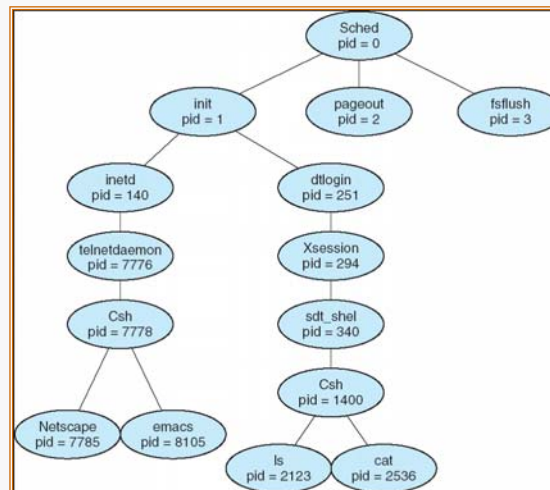 Sched
pid = 0
init
pid = 1
pageout
pid = 2
fsflush
pid = 3
inetd
pid = 140
dtlogin
pid = 251
telnetdaemon
pid = 7776
Xsession
pid = 294
Csh
pid = 7778
sdt_shel
pid = 340
Csh
pid = 1400
Netscape
pid = 7785
emacs
pid = 8105
ls
pid = 2123
cat
pid = 2536